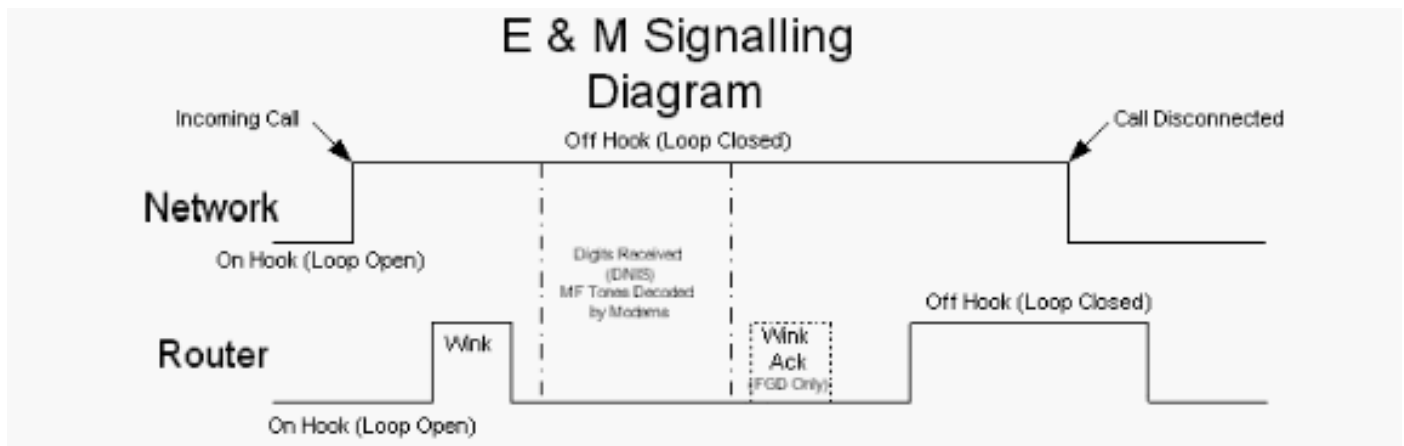 E & M Signalling
Diagram
Incoming Call
Call Disconnected
Off Hook (Loop Closed)
Network
On Hook (Loop Open)
Digits Received
(DNIS)
MF Tones Decoded
by Modems
Off Hook (Loop Closed)
Router
Wink
Wink
Ack
(FGD Only)
On Hook (Loop Open)